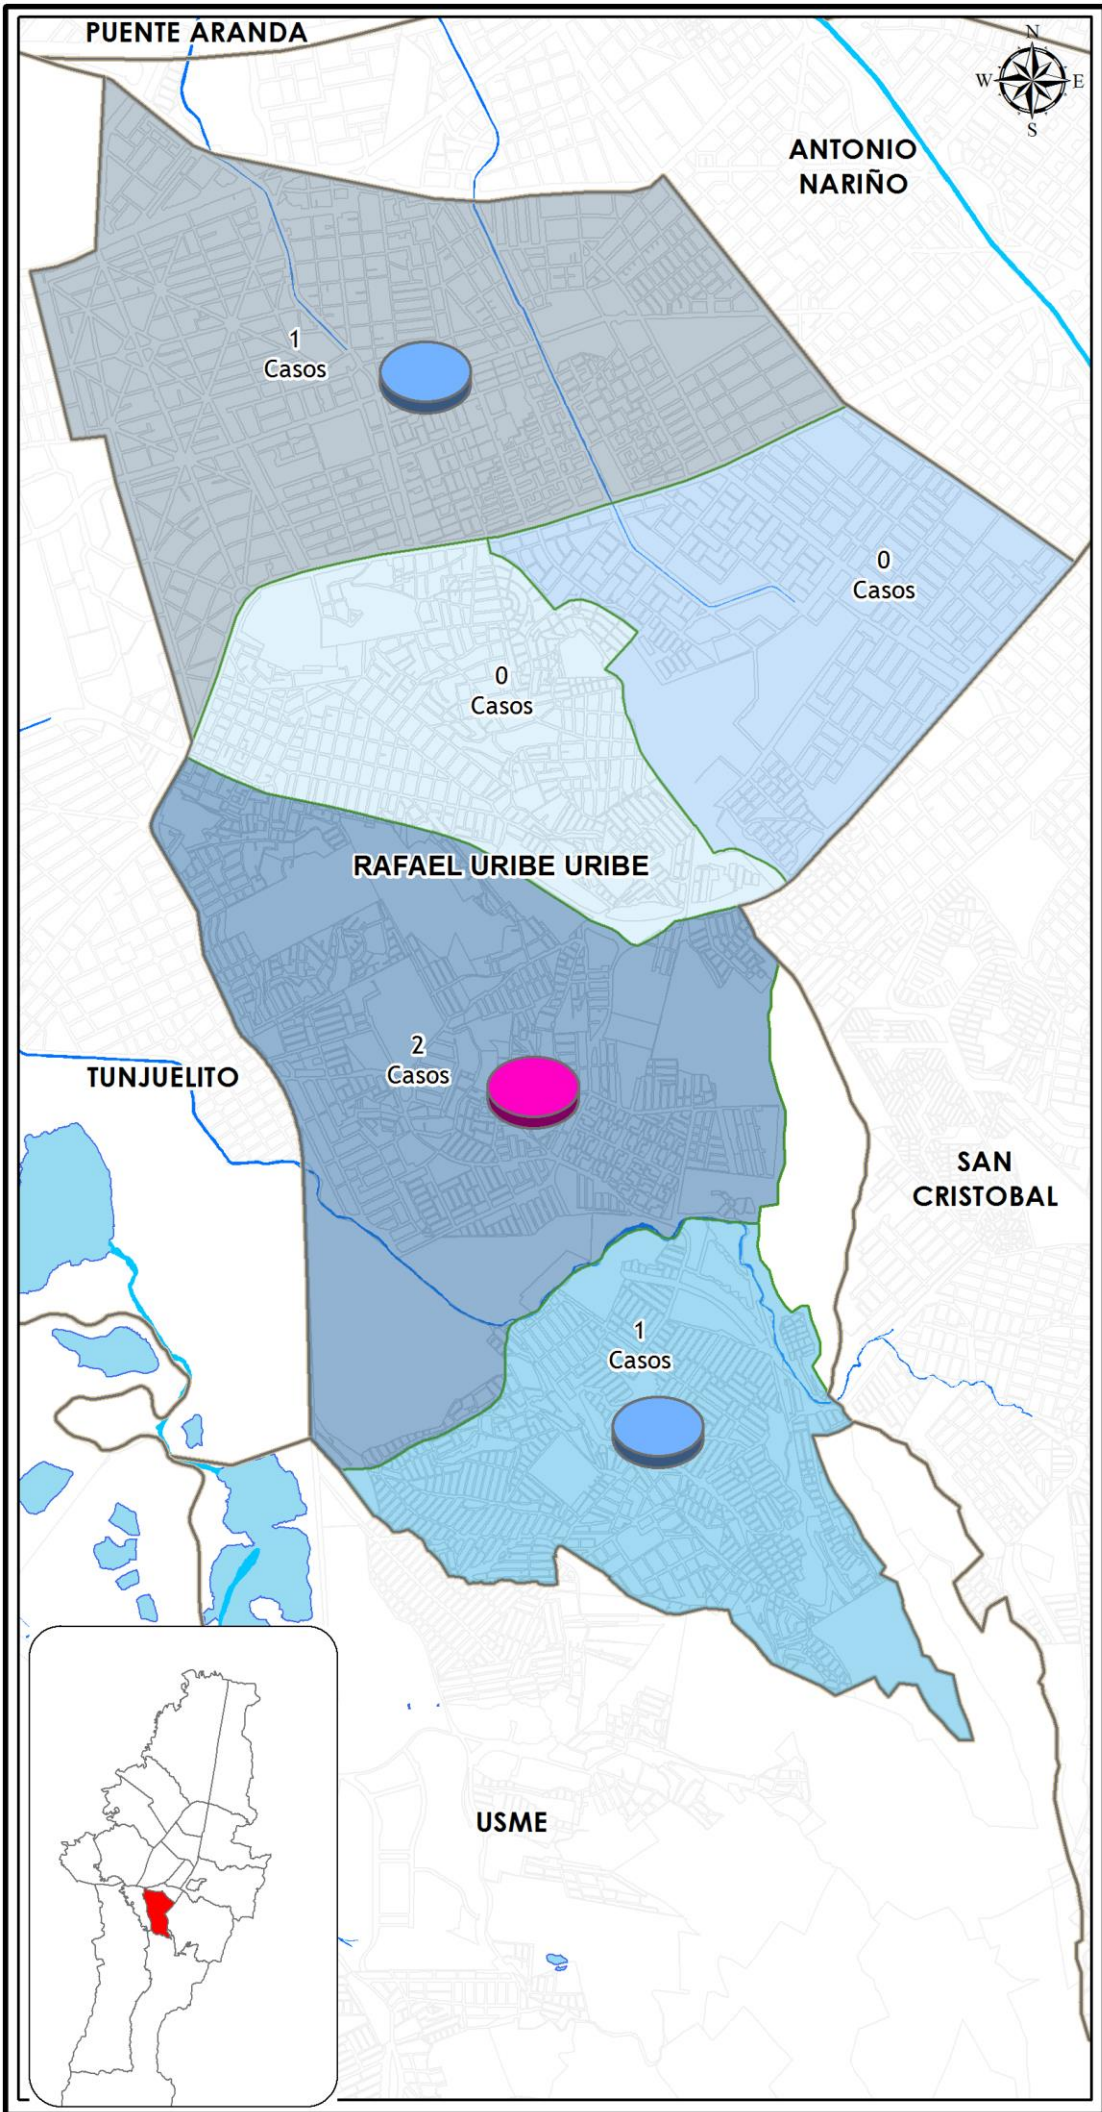 PUENTE ARANDA
N
W
E
S
ANTONIO
NARIÑO
1
Casos
0
Casos
0
Casos
RAFAEL URIBE URIBE
2
Casos
TUNJUELITO
SAN
CRISTOBAL
1
Casos
USME